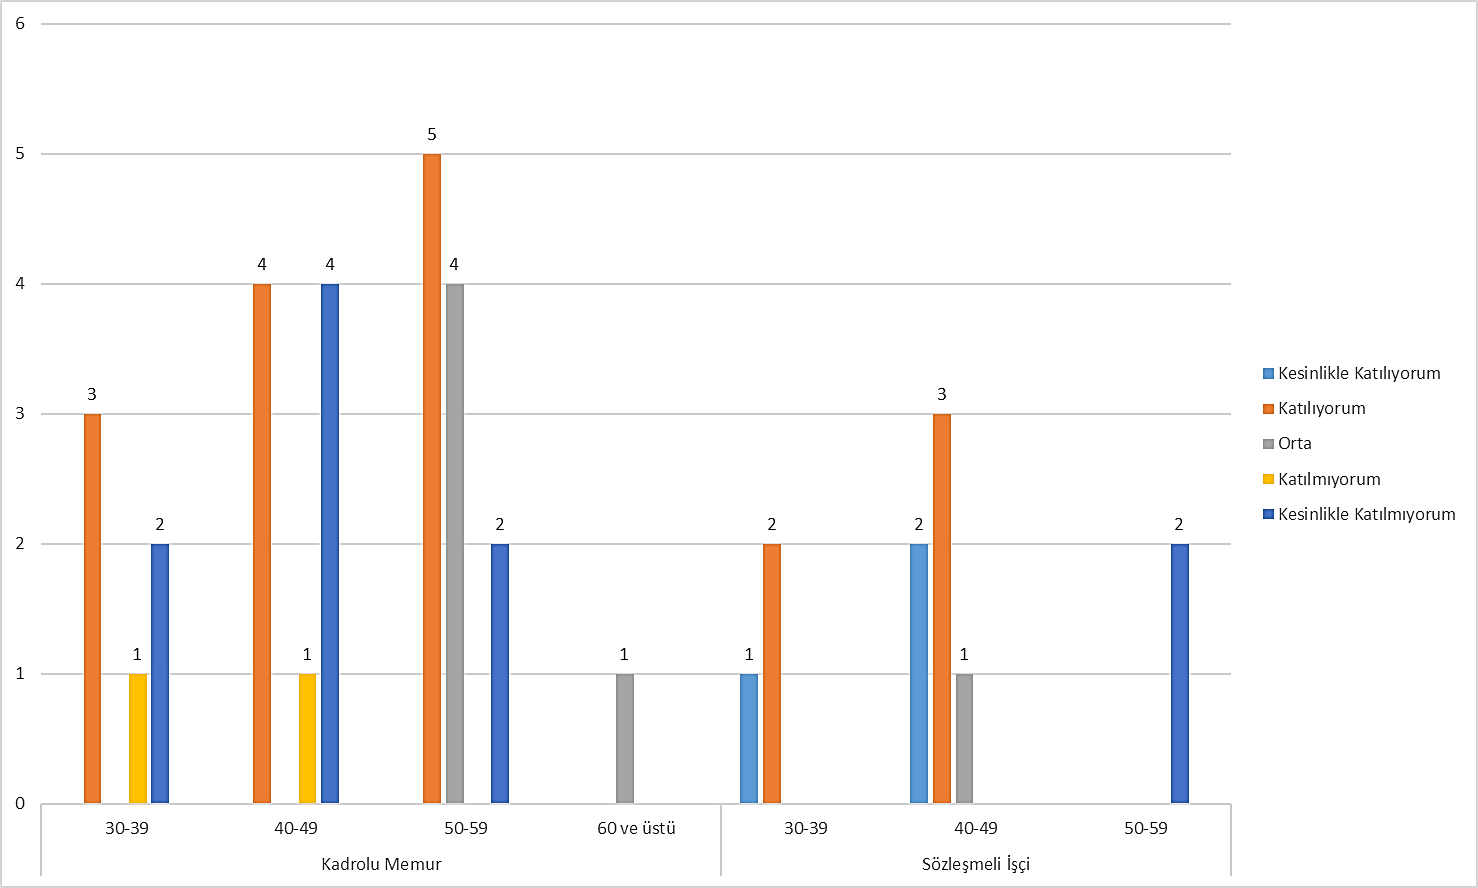 6
5
5
4 4 4
4
3 3
3
2 2 2 2 2
2
1 1 1 1 1
1
0
30-39 40-49 50-59 60 ve üstü 30-39 40-49 50-59
Kadrolu Memur Sözleşmeli İşçi
Kesinlikle Katılıyorum
Katılıyorum
Orta
Katılmıyorum
Kesinlikle Katılmıyorum